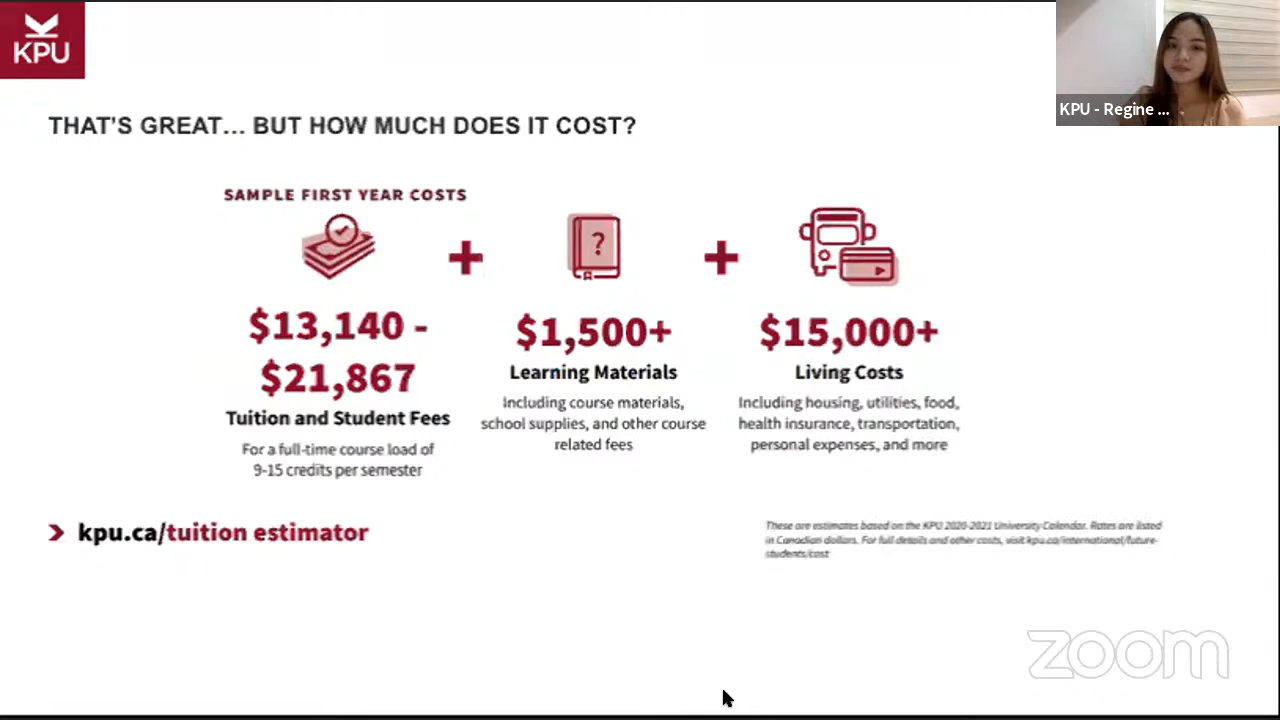 KPU
KPU - Regine ...
THAT'S GREAT... BUT HOW MUCH DOES IT COST?
SAMPLE FIRST YEAR COSTS
$13,140 -
$21,867
Tuition and Student Fees
For a full-time course load of
9-15 credits per semester
$1,500+
Learning Materials
Including course materials,
school supplies, and other course
related fees
$15,000+
Living Costs
Including housing, utilities, food,
health insurance, transportation,
personal expenses, and more
kpu.ca/tuition estimator
These are estimates based on the KPU 2020-2021 University Calendar. Rates are listed
in Canadian dollars. For full details and other costs, visit kpu.ca/international/future-
students/cost
zoom